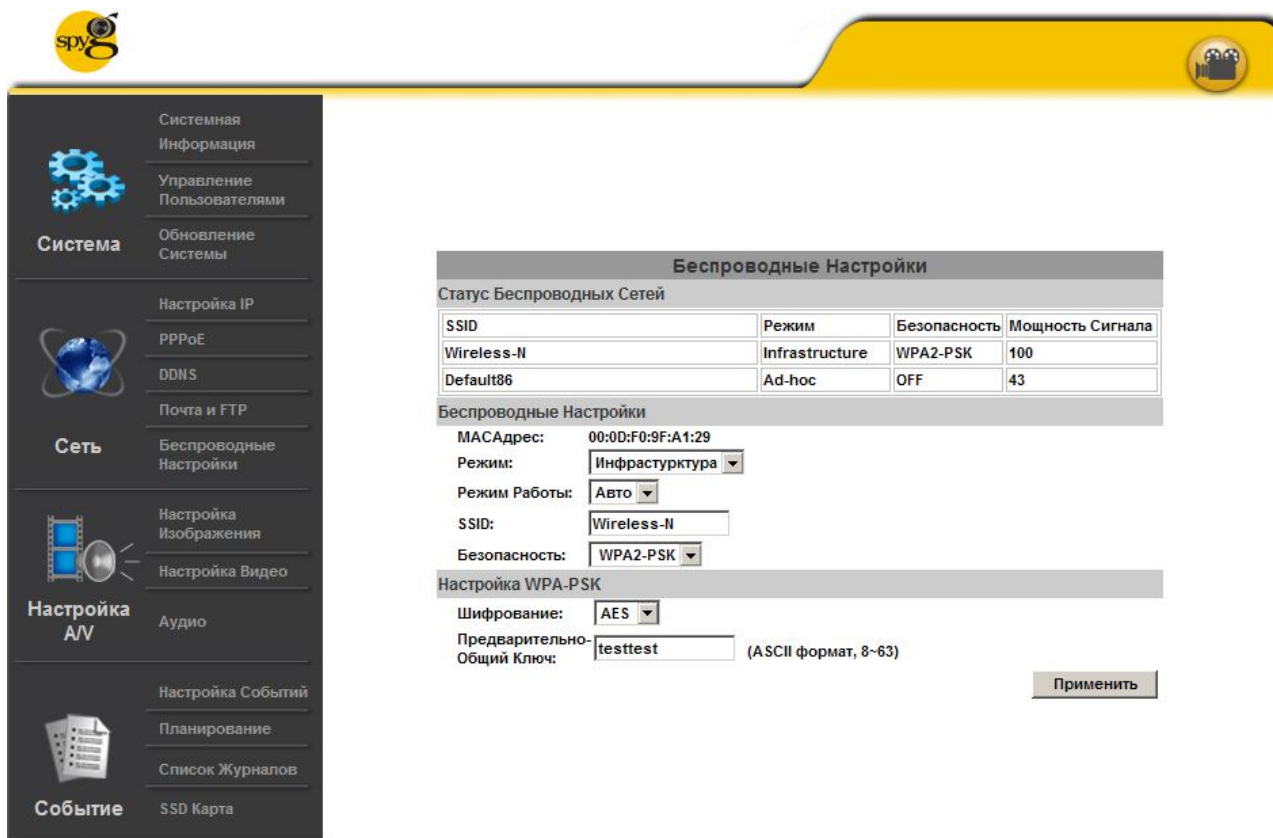 spyg
Системная
Информация
Управление
Пользователями
Обновление
Системы
Система
Настройка IP
PPPoE
DDNS
Почта и FTP
Беспроводные
Настройки
Сеть
Настройка
Изображения
Настройка Видео
Аудио
Настройка
A/V
Настройка Событий
Планирование
Список Журналов
SSD Карта
Событие
Беспроводные Настройки
Статус Беспроводных Сетей
SSID Режим Безопасность Мощность Сигнала
Wireless-N Infrastructure WPA2-PSK 100
Default86 Ad-hoc OFF 43
Беспроводные Настройки
МАСАдрес: 00:0D:F0:9F:A1:29
Режим: Инфрастурктура
Режим Работы: Авто
SSID: Wireless-N
Безопасность: WPA2-PSK
Настройка WPA-PSK
Шифрование: AES
Предварительно-
Общий Ключ: testtest (ASCII формат, 8~63)
Применить